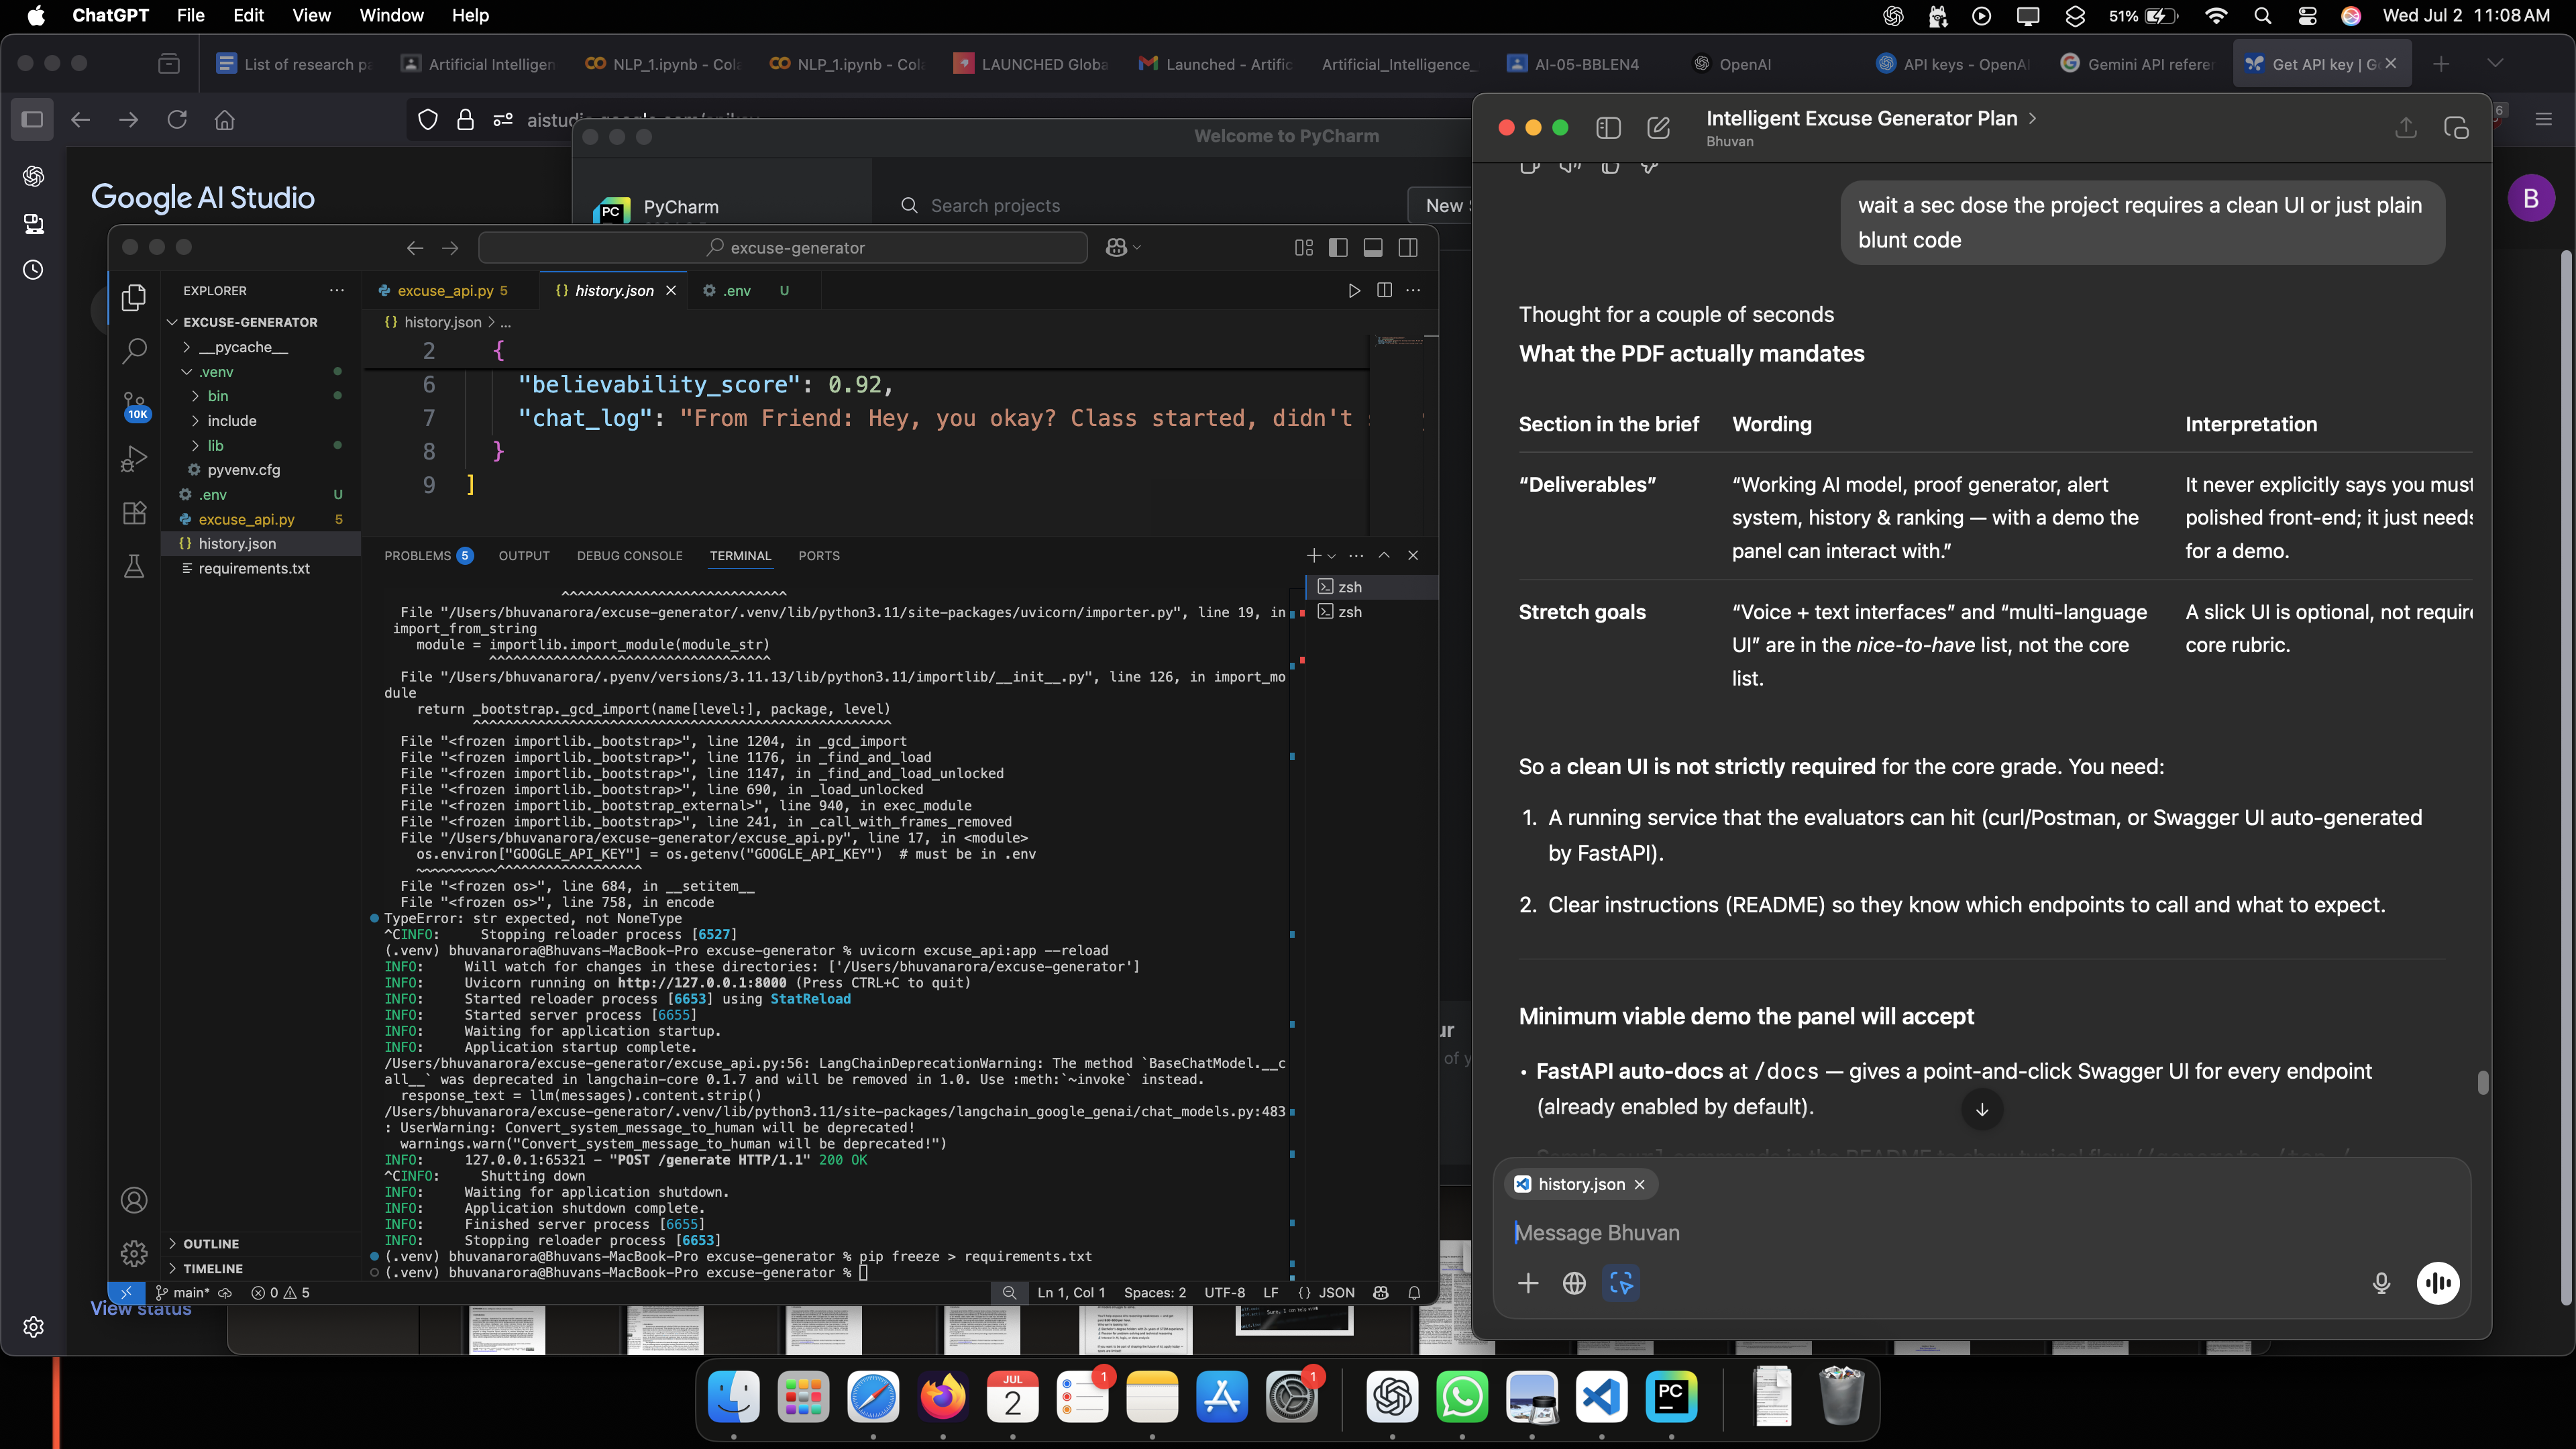 ChatGPT File Edit View Window Help
51% Wed Jul 2 11:08 AM
List of research pa
Artificial Intelligen
NLP_1.ipynb - Cola
NLP_1.ipynb - Cola
LAUNCHED Globa
Launched - Artific
Artificial_Intelligence_
AI-05-BBLEN4
OpenAI
API keys - OpenAI
Gemini API referen
Get API key | G
Google AI Studio
B
View status
Welcome to PyCharm
PyCharm
Search projects
New
excuse-generator
EXPLORER
EXCUSE-GENERATOR
__pycache__
.venv
bin
include
lib
pyvenv.cfg
.env U
excuse_api.py 5
history.json
requirements.txt
10K
OUTLINE
TIMELINE
excuse_api.py 5
history.json
.env U
history.json > ...
2 {
6 "believability_score": 0.92,
7 "chat_log": "From Friend: Hey, you okay? Class started, didn't
8 }
9 ]
PROBLEMS 5 OUTPUT DEBUG CONSOLE TERMINAL PORTS
zsh
zsh
^^^^^^^^^^^^^^^^^^^^^^^^^^^^
File "/Users/bhuvanarora/excuse-generator/.venv/lib/python3.11/site-packages/uvicorn/importer.py", line 19, in
import_from_string
module = importlib.import_module(module_str)
^^^^^^^^^^^^^^^^^^^^^^^^^^^^^^^^^^^
File "/Users/bhuvanarora/.pyenv/versions/3.11.13/lib/python3.11/importlib/__init__.py", line 126, in import_mo
dule
return _bootstrap._gcd_import(name[level:], package, level)
^^^^^^^^^^^^^^^^^^^^^^^^^^^^^^^^^^^^^^^^^^^^^^^^^^^^
File "<frozen importlib._bootstrap>", line 1204, in _gcd_import
File "<frozen importlib._bootstrap>", line 1176, in _find_and_load
File "<frozen importlib._bootstrap>", line 1147, in _find_and_load_unlocked
File "<frozen importlib._bootstrap>", line 690, in _load_unlocked
File "<frozen importlib._bootstrap_external>", line 940, in exec_module
File "<frozen importlib._bootstrap>", line 241, in _call_with_frames_removed
File "/Users/bhuvanarora/excuse-generator/excuse_api.py", line 17, in <module>
os.environ["GOOGLE_API_KEY"] = os.getenv("GOOGLE_API_KEY")  # must be in .env
~~~~~~~~~~^^^^^^^^^^^^^^^^^^
File "<frozen os>", line 684, in __setitem__
File "<frozen os>", line 758, in encode
TypeError: str expected, not NoneType
^CINFO: Stopping reloader process [6527]
(.venv) bhuvanarora@Bhuvans-MacBook-Pro excuse-generator % uvicorn excuse_api:app --reload
INFO: Will watch for changes in these directories: ['/Users/bhuvanarora/excuse-generator']
INFO: Uvicorn running on http://127.0.0.1:8000 (Press CTRL+C to quit)
INFO: Started reloader process [6653] using StatReload
INFO: Started server process [6655]
INFO: Waiting for application startup.
INFO: Application startup complete.
/Users/bhuvanarora/excuse-generator/excuse_api.py:56: LangChainDeprecationWarning: The method `BaseChatModel.__c
all__` was deprecated in langchain-core 0.1.7 and will be removed in 1.0. Use :meth:`~invoke` instead.
response_text = llm(messages).content.strip()
/Users/bhuvanarora/excuse-generator/.venv/lib/python3.11/site-packages/langchain_google_genai/chat_models.py:483
: UserWarning: Convert_system_message_to_human will be deprecated!
warnings.warn("Convert_system_message_to_human will be deprecated!")
INFO: 127.0.0.1:65321 - "POST /generate HTTP/1.1" 200 OK
^CINFO: Shutting down
INFO: Waiting for application shutdown.
INFO: Application shutdown complete.
INFO: Finished server process [6655]
INFO: Stopping reloader process [6653]
(.venv) bhuvanarora@Bhuvans-MacBook-Pro excuse-generator % pip freeze > requirements.txt
(.venv) bhuvanarora@Bhuvans-MacBook-Pro excuse-generator %
main* 0 5
Ln 1, Col 1 Spaces: 2 UTF-8 LF {} JSON
Intelligent Excuse Generator Plan >
Bhuvan
wait a sec dose the project requires a clean UI or just plain
blunt code
Thought for a couple of seconds
What the PDF actually mandates
Section in the brief Wording Interpretation
“Deliverables” “Working AI model, proof generator, alert It never explicitly says you must
system, history & ranking — with a demo the polished front-end; it just needs
panel can interact with.” for a demo.
Stretch goals “Voice + text interfaces” and “multi-language A slick UI is optional, not require
UI” are in the nice-to-have list, not the core core rubric.
list.
So a clean UI is not strictly required for the core grade. You need:
1. A running service that the evaluators can hit (curl/Postman, or Swagger UI auto-generated
by FastAPI).
2. Clear instructions (README) so they know which endpoints to call and what to expect.
Minimum viable demo the panel will accept
• FastAPI auto-docs at /docs — gives a point-and-click Swagger UI for every endpoint
(already enabled by default).
history.json
Message Bhuvan
JUL
2
1
1
PC